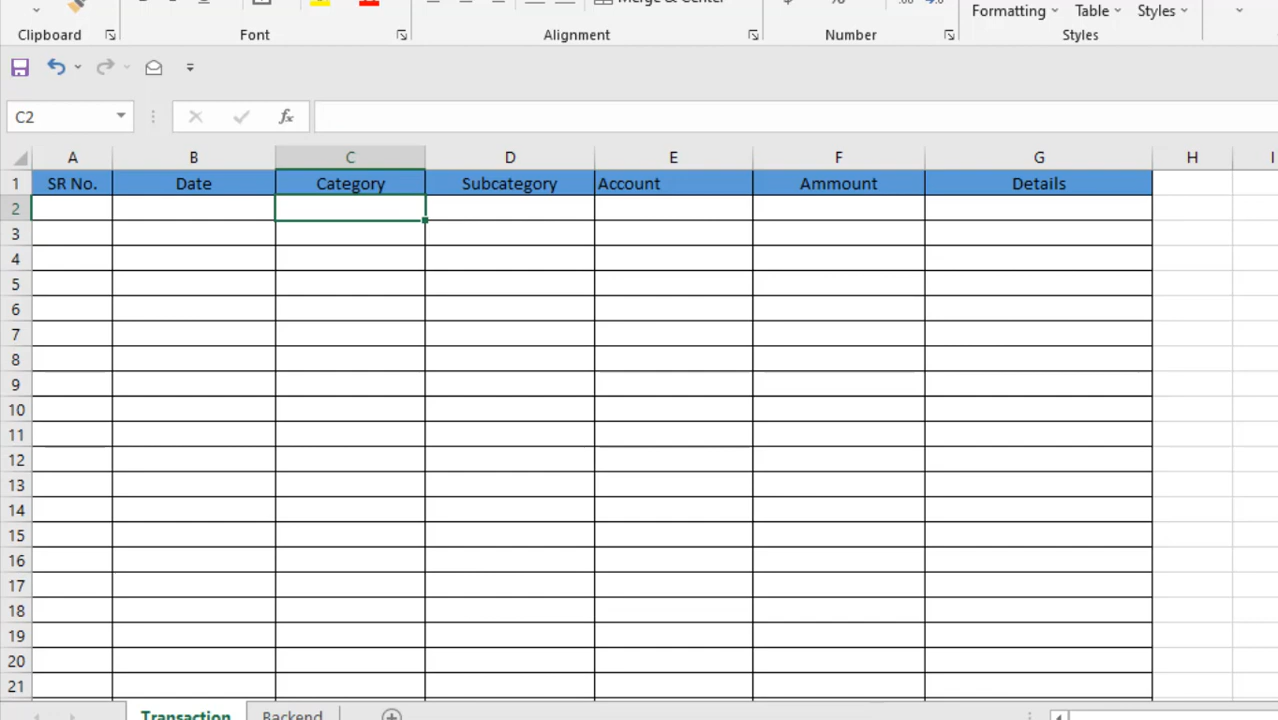 Merge & Center
Formatting Table Styles
Clipboard Font Alignment Number Styles
C2 fx
A B C D E F G H I
1 SR No. Date Category Subcategory Account Ammount Details
2
3
4
5
6
7
8
9
10
11
12
13
14
15
16
17
18
19
20
21
Transaction Backend